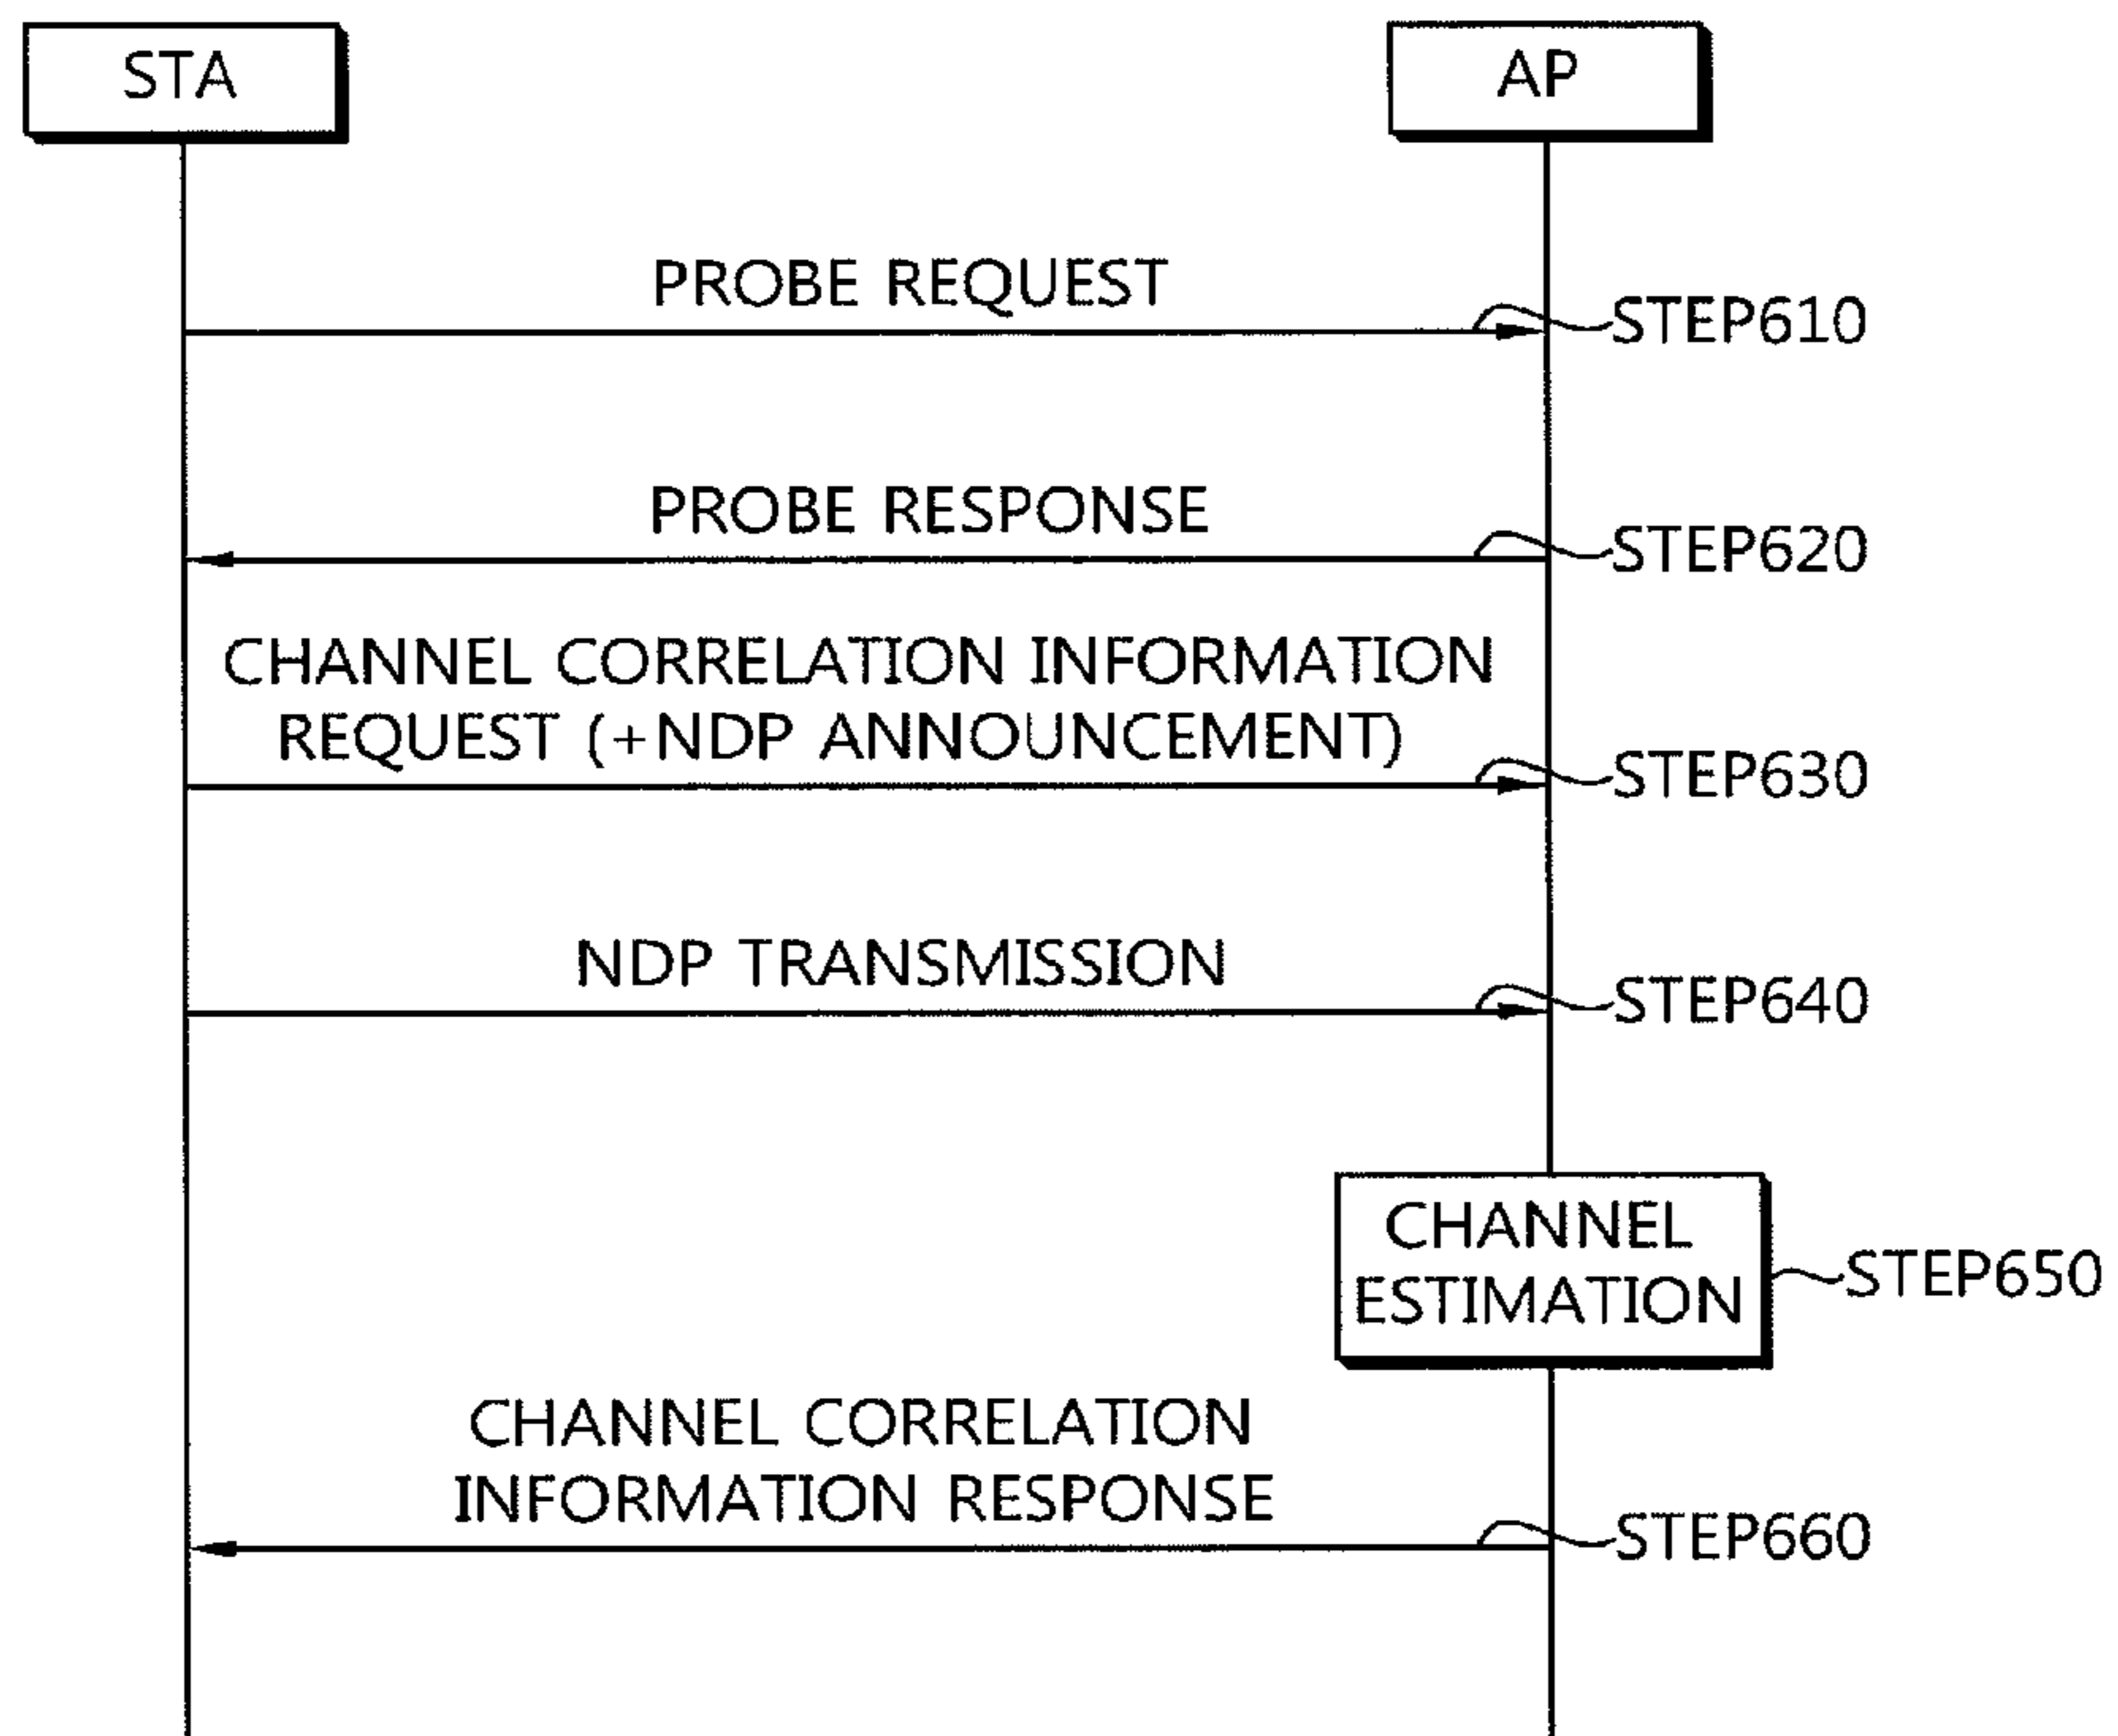 STA
AP
PROBE REQUEST
STEP610
PROBE RESPONSE
STEP620
CHANNEL CORRELATION INFORMATION
REQUEST (+NDP ANNOUNCEMENT)
STEP630
NDP TRANSMISSION
STEP640
CHANNEL
ESTIMATION
STEP650
CHANNEL CORRELATION
INFORMATION RESPONSE
STEP660